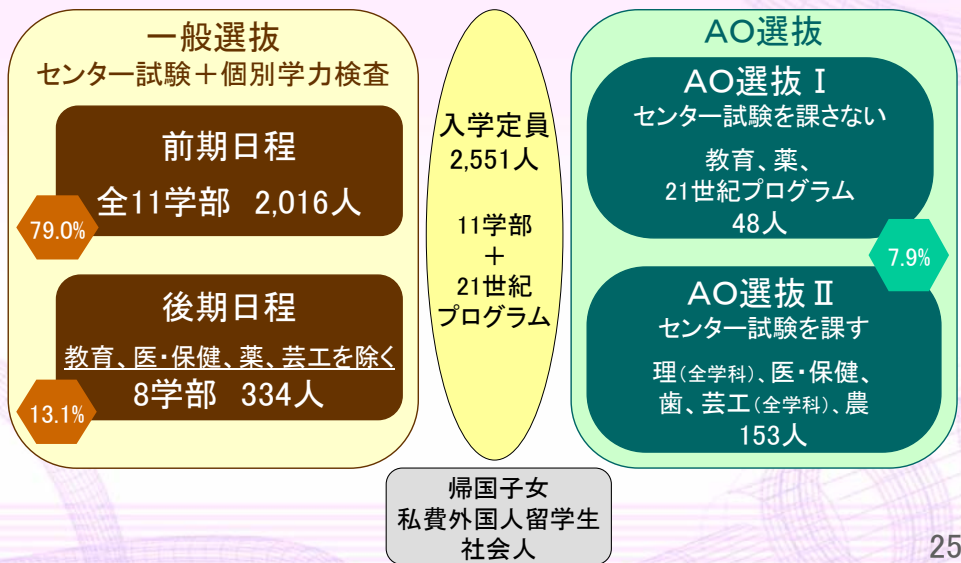 一般選抜
センター試験＋個別学力検査
前期日程
全11学部 2,016人
79.0%
後期日程
教育、医・保健、薬、芸工を除く
8学部 334人
13.1%
入学定員
2,551人
11学部
＋
21世紀
プログラム
AO選抜
AO選抜Ⅰ
センター試験を課さない
教育、薬、
21世紀プログラム
48人
7.9%
AO選抜Ⅱ
センター試験を課す
理(全学科)、医・保健、
歯、芸工(全学科)、農
153人
帰国子女
私費外国人留学生
社会人
25